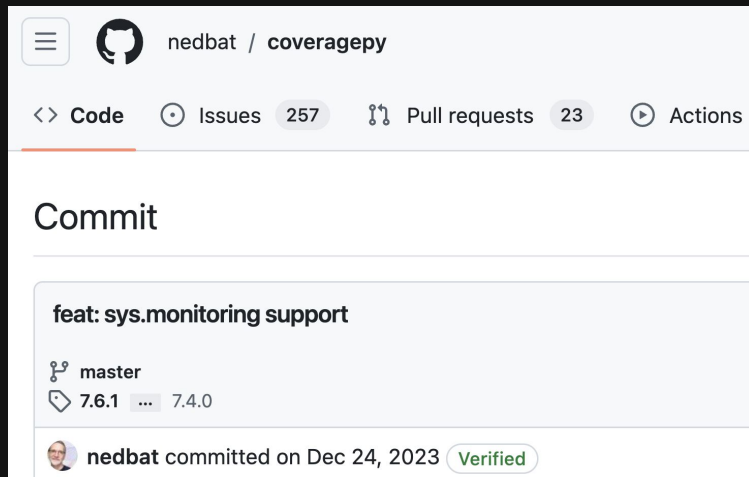 nedbat / coveragepy
Code Issues 257 Pull requests 23 Actions
Commit
feat: sys.monitoring support
master
7.6.1 ... 7.4.0
nedbat committed on Dec 24, 2023 Verified